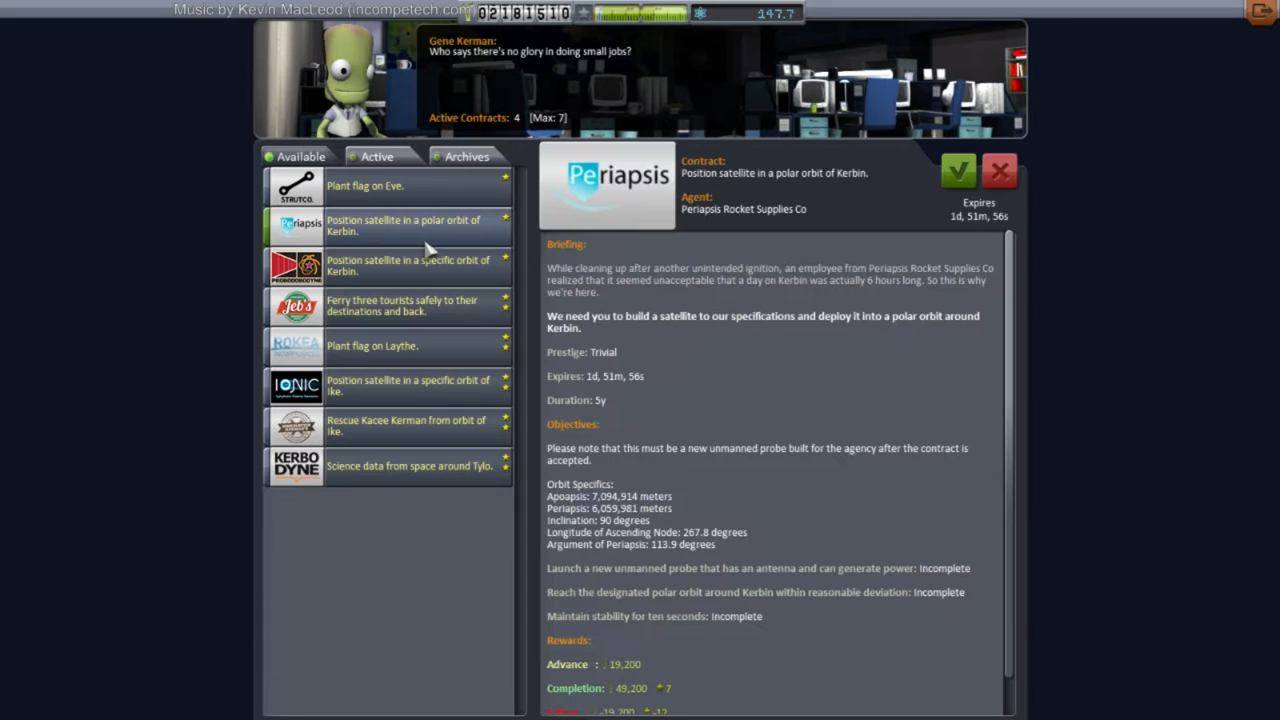 Music by Kevin MacLeod (incompetech.com
02181510
147.7
Gene Kerman:
Who says there's no glory in doing small jobs?
Active Contracts: 4 [Max: 7]
Available
Active
Archives
STRUTCO.
Plant flag on Eve.
Periapsis
Position satellite in a polar orbit of
Kerbin.
PROBODOBODYNE
Position satellite in a specific orbit of
Kerbin.
Jeb's
Ferry three tourists safely to their
destinations and back.
ROKEA
Plant flag on Laythe.
IONIC
Position satellite in a specific orbit of
Ike.
Rescue Kacee Kerman from orbit of
Ike.
KERBO
DYNE
Science data from space around Tylo.
Periapsis
Contract:
Position satellite in a polar orbit of Kerbin.
Agent:
Periapsis Rocket Supplies Co
Expires
1d, 51m, 56s
Briefing:
While cleaning up after another unintended ignition, an employee from Periapsis Rocket Supplies Co
realized that it seemed unacceptable that a day on Kerbin was actually 6 hours long. So this is why
we're here.
We need you to build a satellite to our specifications and deploy it into a polar orbit around
Kerbin.
Prestige: Trivial
Expires: 1d, 51m, 56s
Duration: 5y
Objectives:
Please note that this must be a new unmanned probe built for the agency after the contract is
accepted.
Orbit Specifics:
Apoapsis: 7,094,914 meters
Periapsis: 6,059,981 meters
Inclination: 90 degrees
Longitude of Ascending Node: 267.8 degrees
Argument of Periapsis: 113.9 degrees
Launch a new unmanned probe that has an antenna and can generate power: Incomplete
Reach the designated polar orbit around Kerbin within reasonable deviation: Incomplete
Maintain stability for ten seconds: Incomplete
Rewards:
Advance : 19,200
Completion: 49,200 7
-19,200 -12